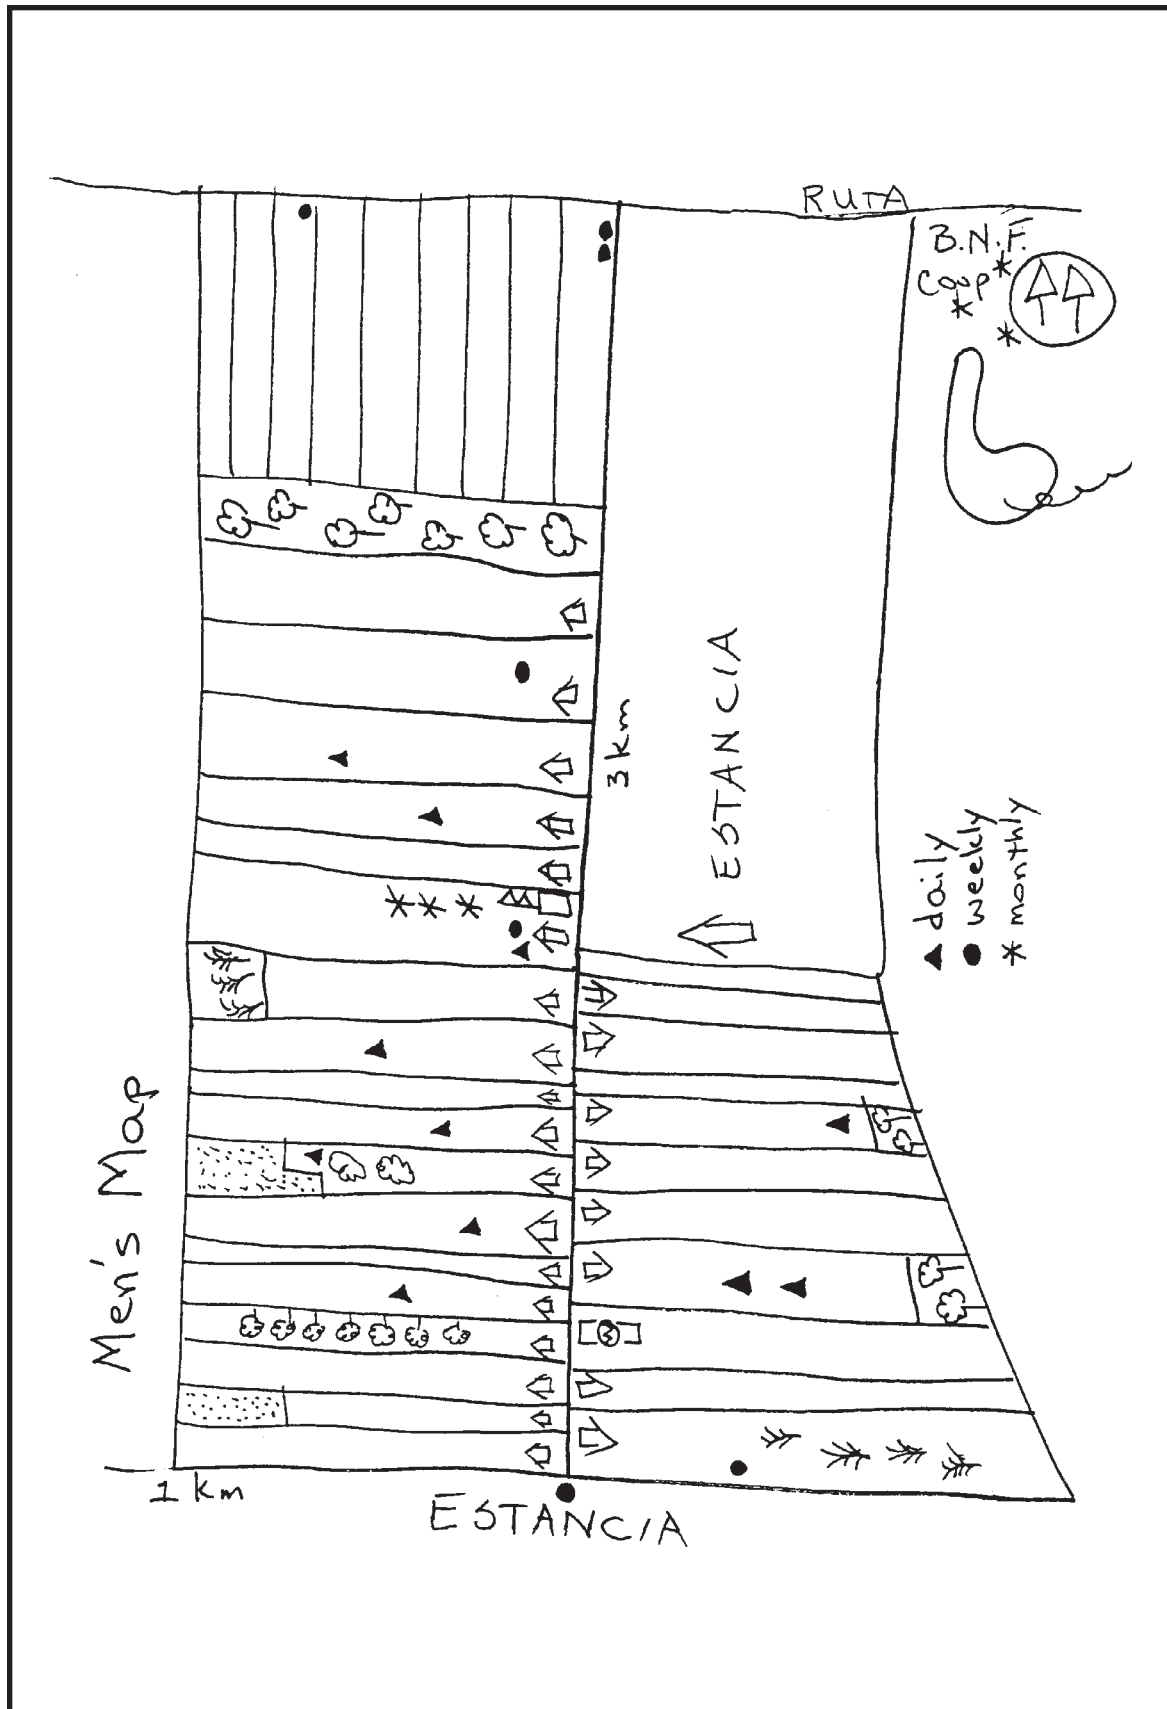 RUTA
B.N.F.
Coop
3 km
ESTANCIA
daily
weekly
monthly
Men's Map
1 km
ESTANCIA